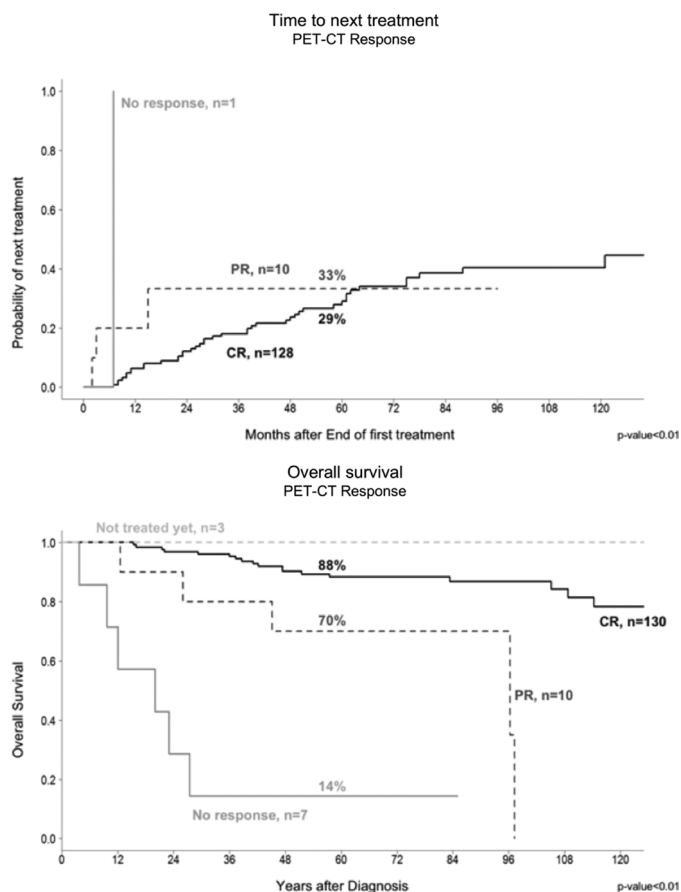 Time to next treatment
PET-CT Response
Probability of next treatment
1.0
0.8
0.6
0.4
0.2
0.0
No response, n=1
PR, n=10
33%
29%
CR, n=128
0 12 24 36 48 60 72 84 96 108 120
Months after End of first treatment
p-value<0.01
Overall survival
PET-CT Response
Overall Survival
1.0
0.8
0.6
0.4
0.2
0.0
Not treated yet, n=3
88%
CR, n=130
70%
PR, n=10
14%
No response, n=7
0 12 24 36 48 60 72 84 96 108 120
Years after Diagnosis
p-value<0.01